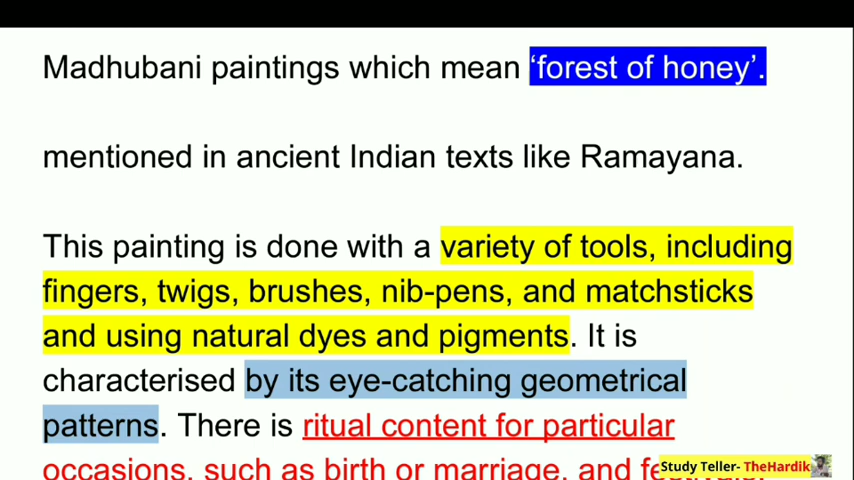 Madhubani paintings which mean ‘forest of honey’.
mentioned in ancient Indian texts like Ramayana.
This painting is done with a variety of tools, including
fingers, twigs, brushes, nib-pens, and matchsticks
and using natural dyes and pigments. It is
characterised by its eye-catching geometrical
patterns. There is ritual content for particular
occasions, such as birth or marriage, and
Study Teller- TheHardik